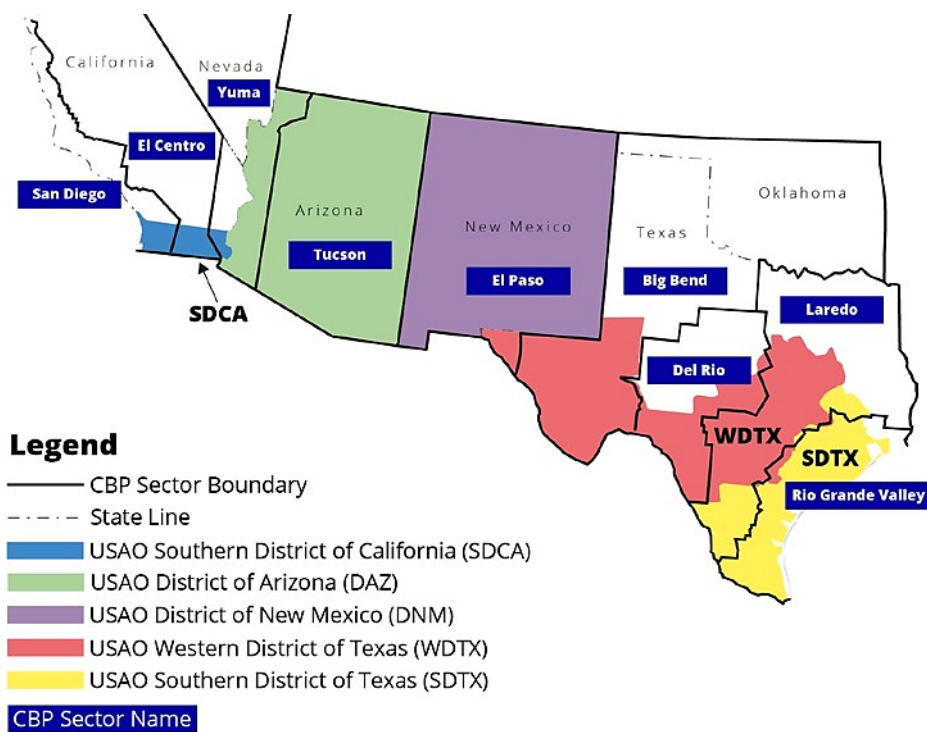 California
Nevada
Yuma
El Centro
San Diego
Arizona
Tucson
SDCA
New Mexico
El Paso
Texas
Oklahoma
Big Bend
Laredo
Del Rio
WDTX
SDTX
Rio Grande Valley
Legend
CBP Sector Boundary
State Line
USAO Southern District of California (SDCA)
USAO District of Arizona (DAZ)
USAO District of New Mexico (DNM)
USAO Western District of Texas (WDTX)
USAO Southern District of Texas (SDTX)
CBP Sector Name